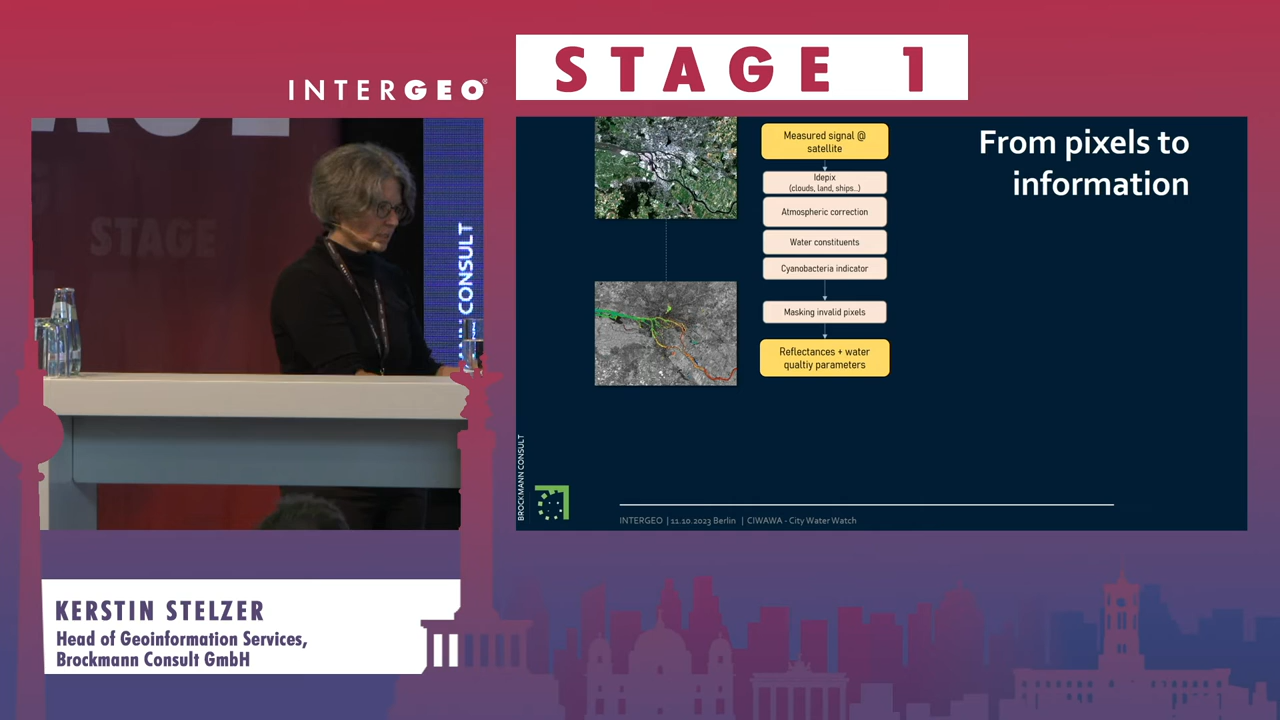 INTERGEO®
STAGE 1
STAGE
CONSULT
Measured signal @
satellite
Idepix
(clouds, land, ships...)
Atmospheric correction
Water constituents
Cyanobacteria indicator
Masking invalid pixels
Reflectances + water
qualtiy parameters
From pixels to
information
BROCKMANN CONSULT
INTERGEO | 11.10.2023 Berlin | CIWAWA - City Water Watch
KERSTIN STELZER
Head of Geoinformation Services,
Brockmann Consult GmbH